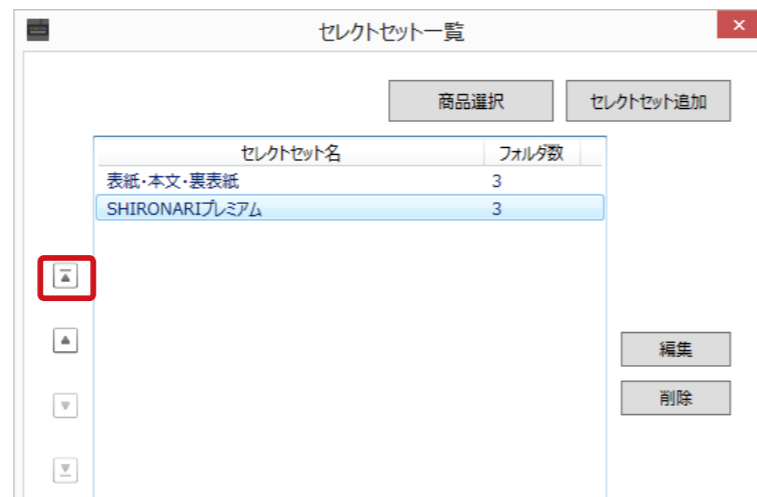 セレクトセット一覧
商品選択 セレクトセット追加
セレクトセット名 フォルダ数
表紙・本文・裏表紙 3
SHIRONARIプレミアム 3
編集
削除